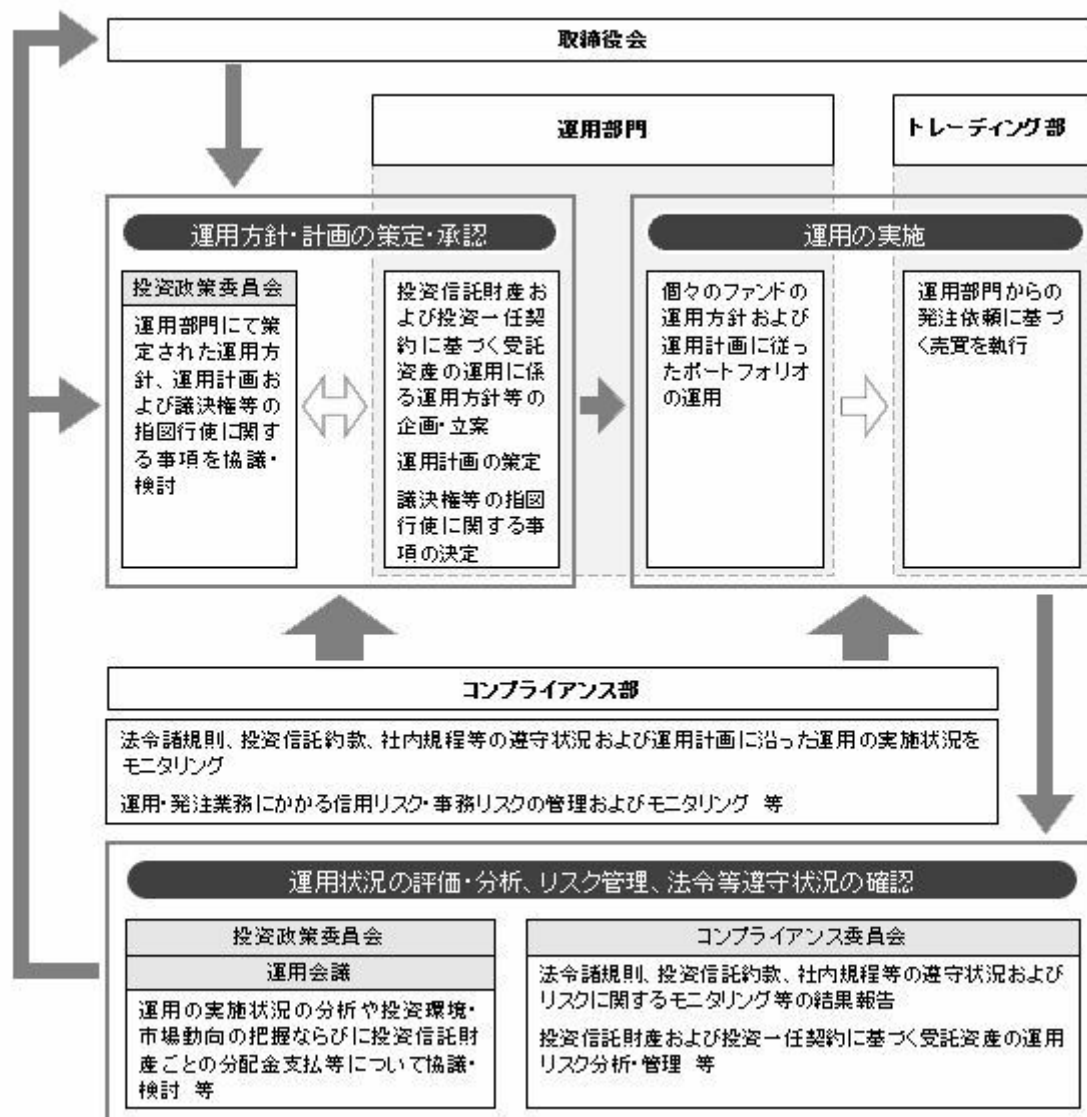 取締役会
運用部門
トレーディング部
運用方針・計画の策定・承認
投資政策委員会
運用部門にて策
定された運用方
針、運用計画お
よび議決権等の
指図行使に関す
る事項を協議・
検討
投資信託財産お
よび投資一任契
約に基づく受託
資産の運用に係
る運用方針等の
企画・立案
運用計画の策定
議決権等の指図
行使に関する事
項の決定
運用の実施
個々のファンドの
運用方針および
運用計画に従っ
たポートフォリオ
の運用
運用部門からの
発注依頼に基づ
く売買を執行
コンプライアンス部
法令諸規則、投資信託約款、社内規程等の遵守状況および運用計画に沿った運用の実施状況を
モニタリング
運用・発注業務にかかる信用リスク・事務リスクの管理およびモニタリング 等
運用状況の評価・分析、リスク管理、法令等遵守状況の確認
投資政策委員会
運用会議
運用の実施状況の分析や投資環境・
市場動向の把握ならびに投資信託財
産ごとの分配金支払等について協議・
検討 等
コンプライアンス委員会
法令諸規則、投資信託約款、社内規程等の遵守状況および
リスクに関するモニタリング等の結果報告
投資信託財産および投資一任契約に基づく受託資産の運用
リスク分析・管理 等